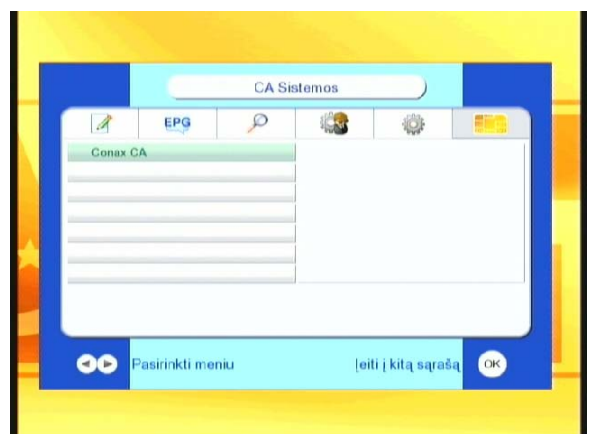 CA Sistemos
EPG
Conax CA
Pasirinkti meniu
Įeiti į kitą sąrašą
OK